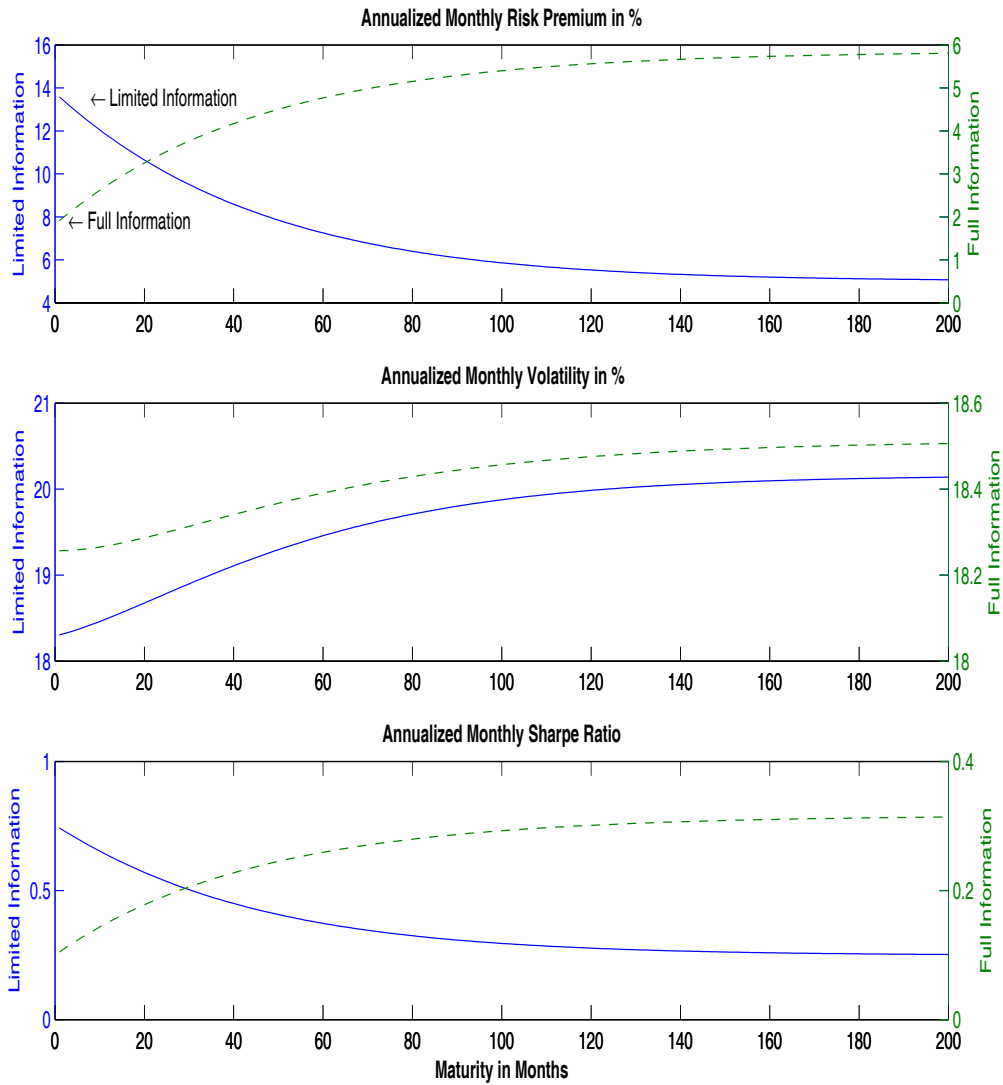 Annualized Monthly Risk Premium in %
Limited Information
16
14
12
10
8
6
4
← Limited Information
← Full Information
6
5
4
3
2
1
0
Full Information
0 20 40 60 80 100 120 140 160 180 200
Annualized Monthly Volatility in %
Limited Information
21
20
19
18
18.6
18.4
18.2
18
Full Information
0 20 40 60 80 100 120 140 160 180 200
Annualized Monthly Sharpe Ratio
Limited Information
1
0.5
0
0.4
0.2
0
Full Information
0 20 40 60 80 100 120 140 160 180 200
Maturity in Months